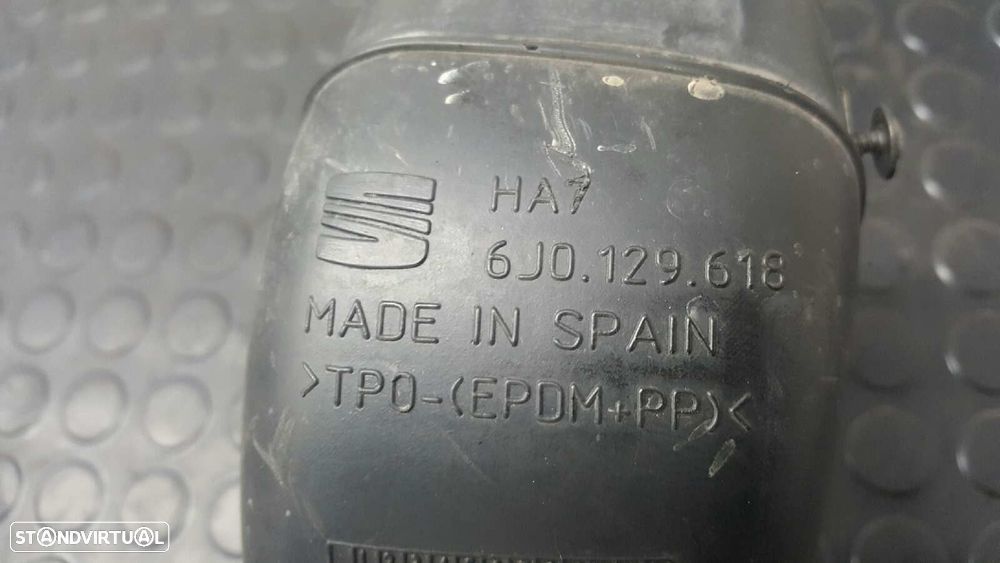 HA7
6J0.129.618
MADE IN SPAIN
>TPO-(EPDM+PP)<
STANDVIRTUAL